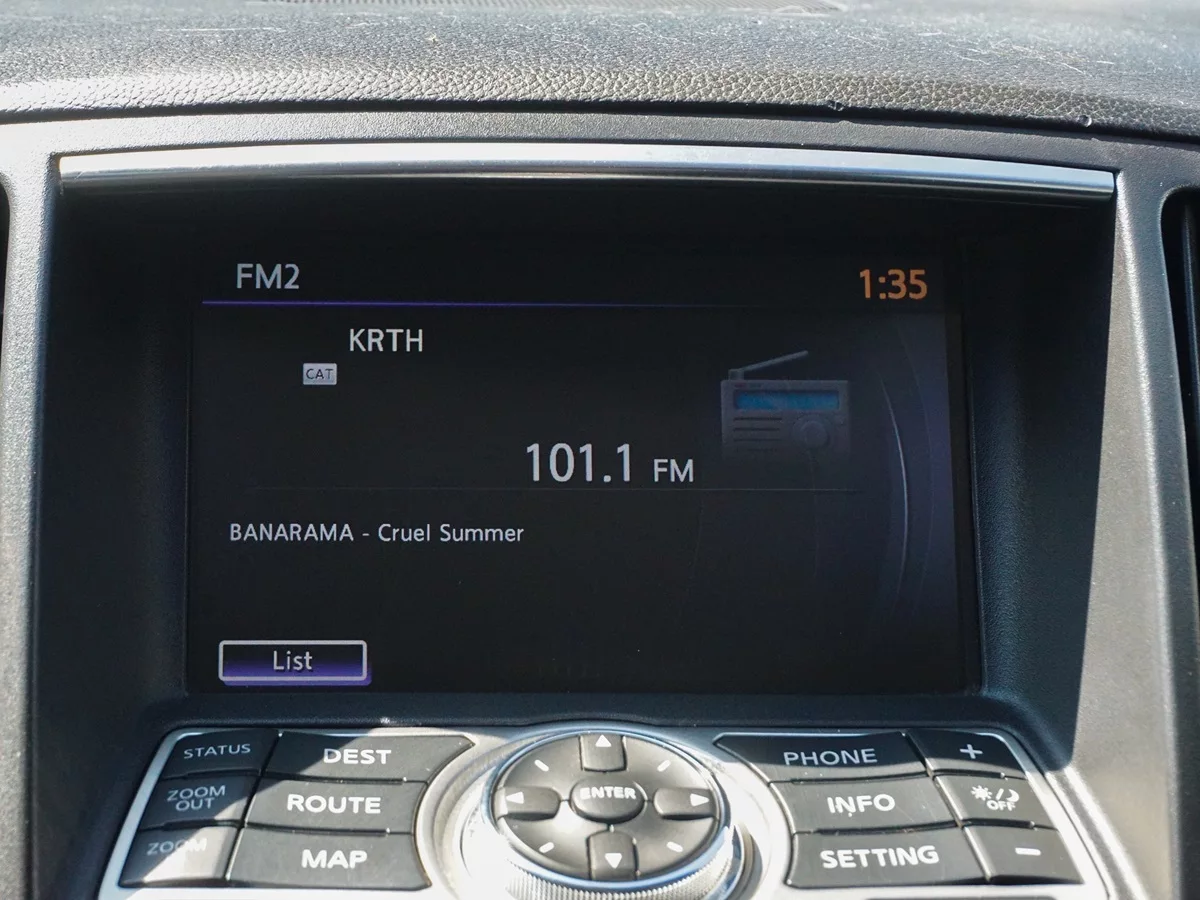 FM2
1:35
KRTH
CAT
101.1 FM
BANARAMA - Cruel Summer
List
STATUS
DEST
PHONE
+
ZOOM
OUT
ROUTE
ENTER
INFO
OFF
ZOOM
MAP
SETTING
-